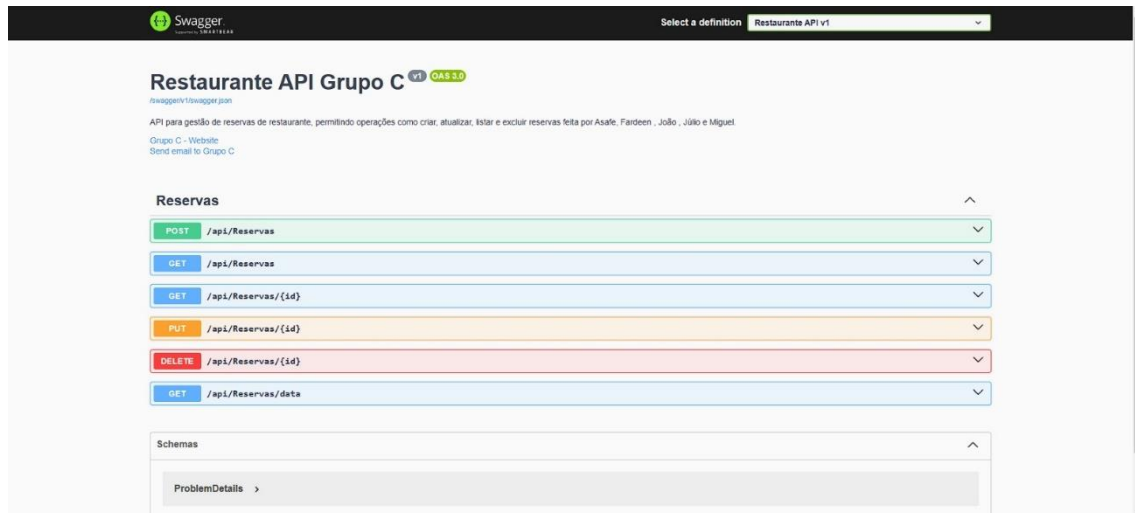 Swagger.
Supported by SMARTBEAR
Select a definition
Restaurante API v1
Restaurante API Grupo C v1 OAS 3.0
/swagger/v1/swagger.json
API para gestão de reservas de restaurante, permitindo operações como criar, atualizar, listar e excluir reservas feita por Asafe, Fardeen , João , Júlio e Miguel.
Grupo C - Website
Send email to Grupo C
Reservas
POST /api/Reservas
GET /api/Reservas
GET /api/Reservas/{id}
PUT /api/Reservas/{id}
DELETE /api/Reservas/{id}
GET /api/Reservas/data
Schemas
ProblemDetails >